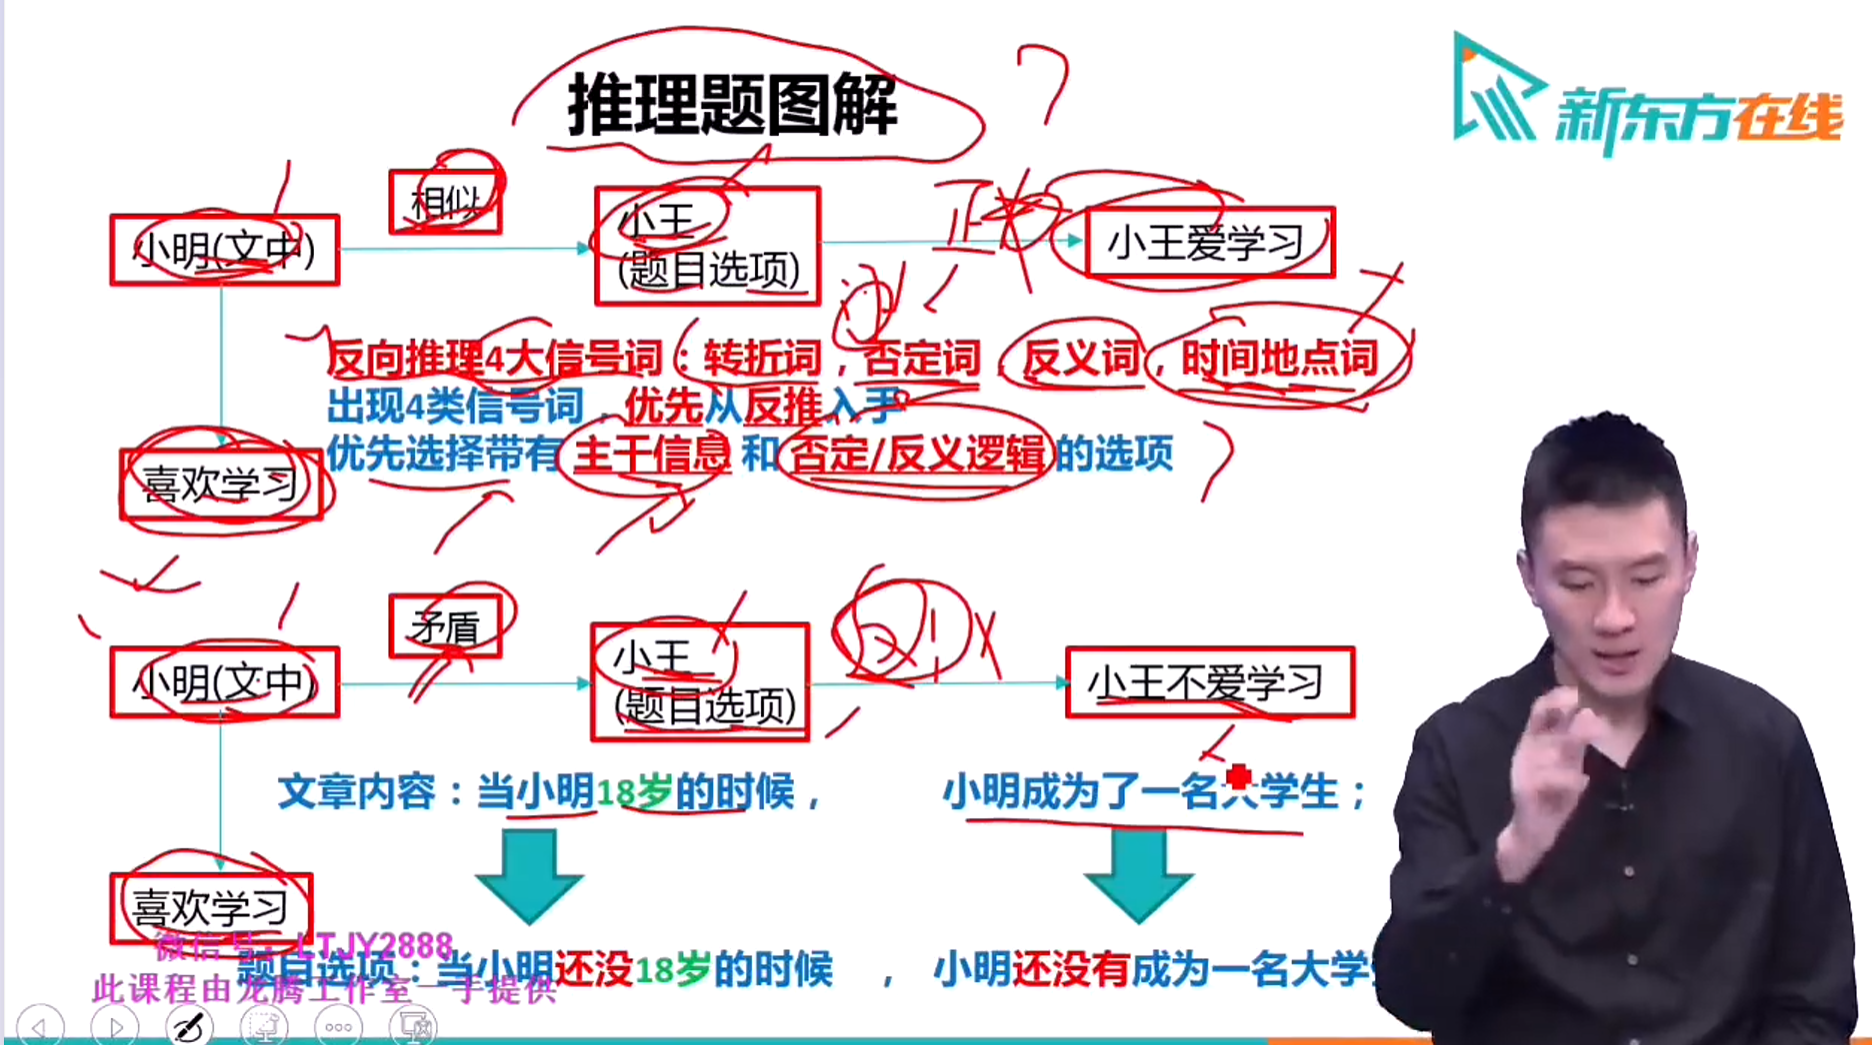 推理题图解
新东方在线
相似
小明(文中)
小王
(题目选项)
正
小王爱学习
反向推理4大信号词：转折词，否定词，反义词，时间地点词
出现4类信号词，优先从反推入手
优先选择带有 主干信息 和 否定/反义逻辑 的选项
喜欢学习
矛盾
小明(文中)
小王
(题目选项)
反
小王不爱学习
文章内容：当小明18岁的时候， 小明成为了一名大学生；
喜欢学习
微信号：LTJY2888
题目选项：当小明还没18岁的时候 ， 小明还没有成为一名大学
此课程由龙腾工作室一手提供